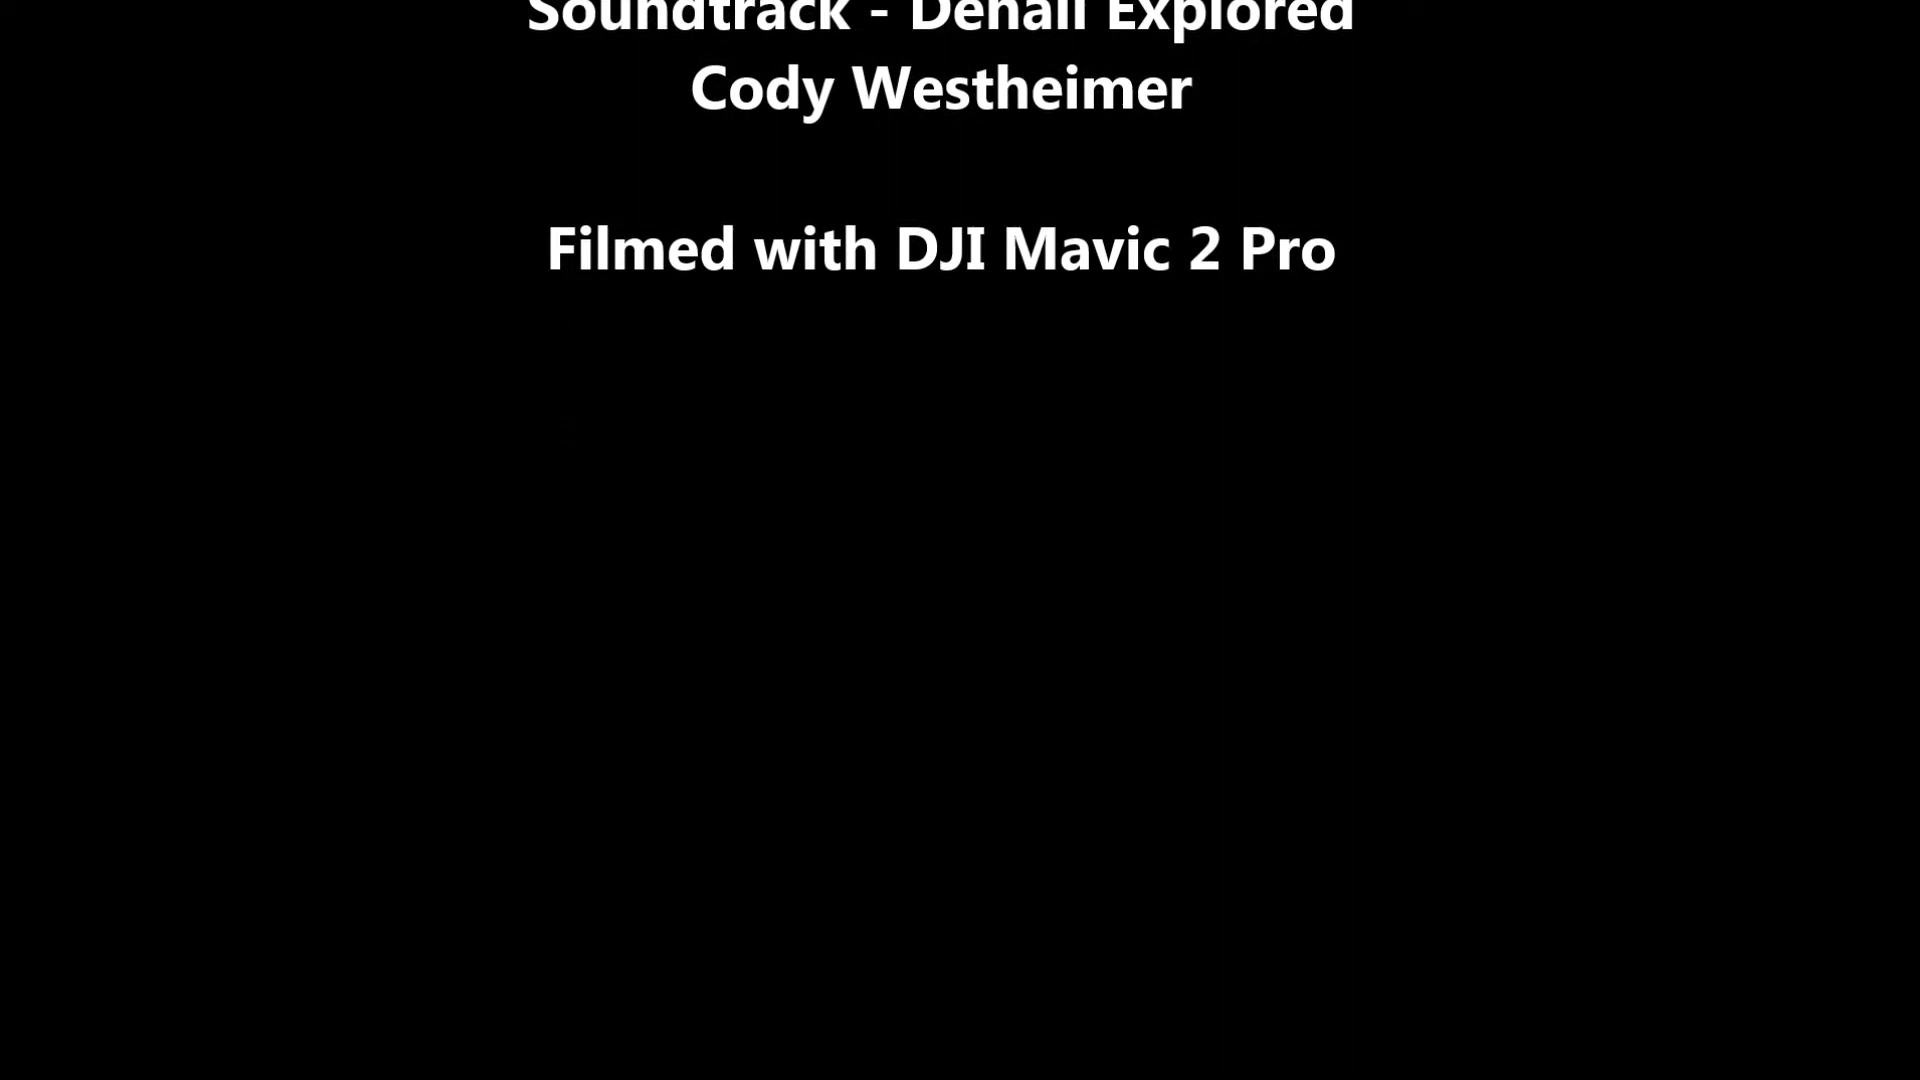 Soundtrack - Denali Explored
Cody Westheimer
Filmed with DJI Mavic 2 Pro